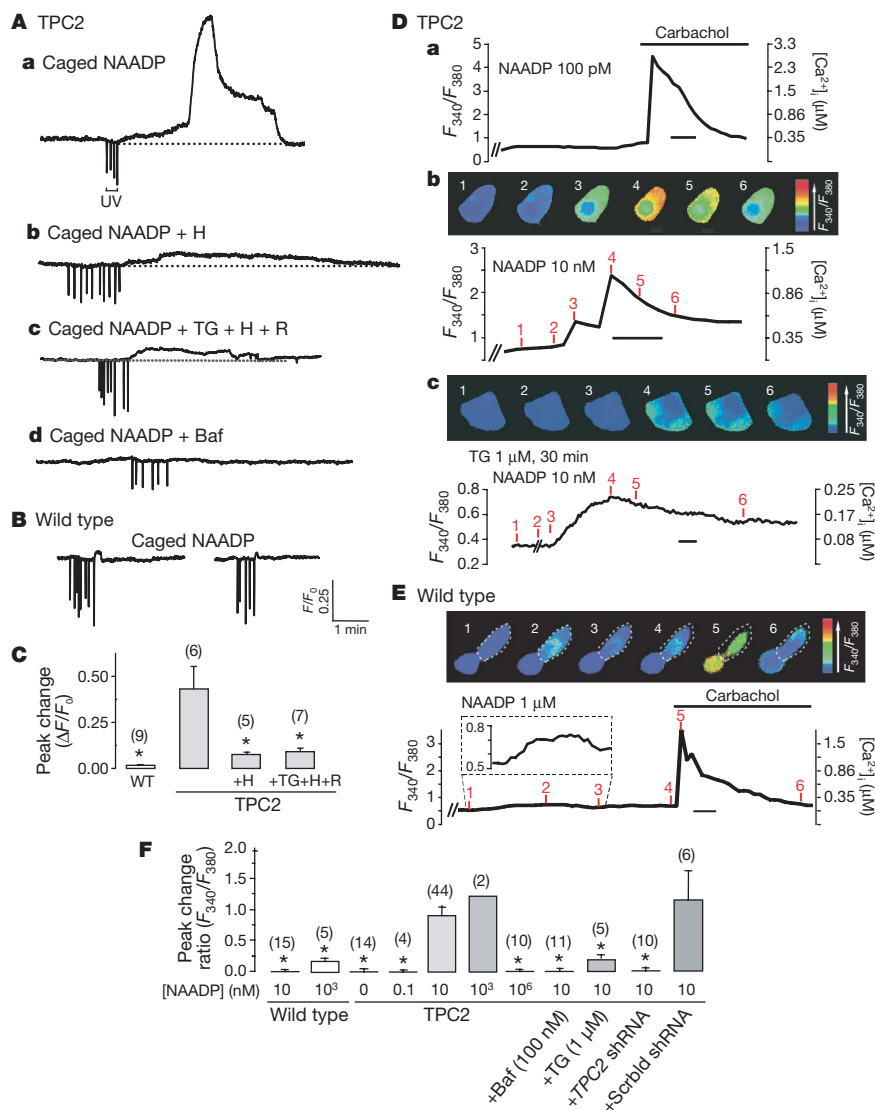 A TPC2
a Caged NAADP
UV
b Caged NAADP + H
c Caged NAADP + TG + H + R
d Caged NAADP + Baf
B Wild type
Caged NAADP
F/F0
0.25
1 min
C
Peak change
(ΔF/F0)
0.50
0.25
0.00
(9)
*
(6)
(5)
*
(7)
*
WT
+H
+TG+H+R
TPC2
D TPC2
a
Carbachol
NAADP 100 pM
F340/F380
5
4
3
2
1
0
3.3
2.3
1.5
0.86
0.35
[Ca2+]i (μM)
b
1 2 3 4 5 6
F340/F380
NAADP 10 nM
F340/F380
3
2
1
1 2 3 4 5 6
1.5
0.86
0.35
[Ca2+]i (μM)
c
1 2 3 4 5 6
F340/F380
TG 1 μM, 30 min
NAADP 10 nM
F340/F380
0.8
0.6
0.4
0.2
1 2 3 4 5 6
0.25
0.17
0.08
[Ca2+]i (μM)
E Wild type
1 2 3 4 5 6
F340/F380
NAADP 1 μM
Carbachol
0.8
0.5
F340/F380
3
2
1
0
1 2 3 4 5 6
1.5
0.86
0.35
[Ca2+]i (μM)
F
Peak change
ratio (F340/F380)
2.0
1.5
1.0
0.5
0.0
(15) (5) (14) (4) (44) (2) (10) (11) (5) (10) (6)
* * * * * * * *
[NAADP] (nM) 10 10³ 0 0.1 10 10³ 10⁶ 10 10 10 10
Wild type TPC2
+Baf (100 nM)
+TG (1 μM)
+TPC2 shRNA
+Scrbld shRNA